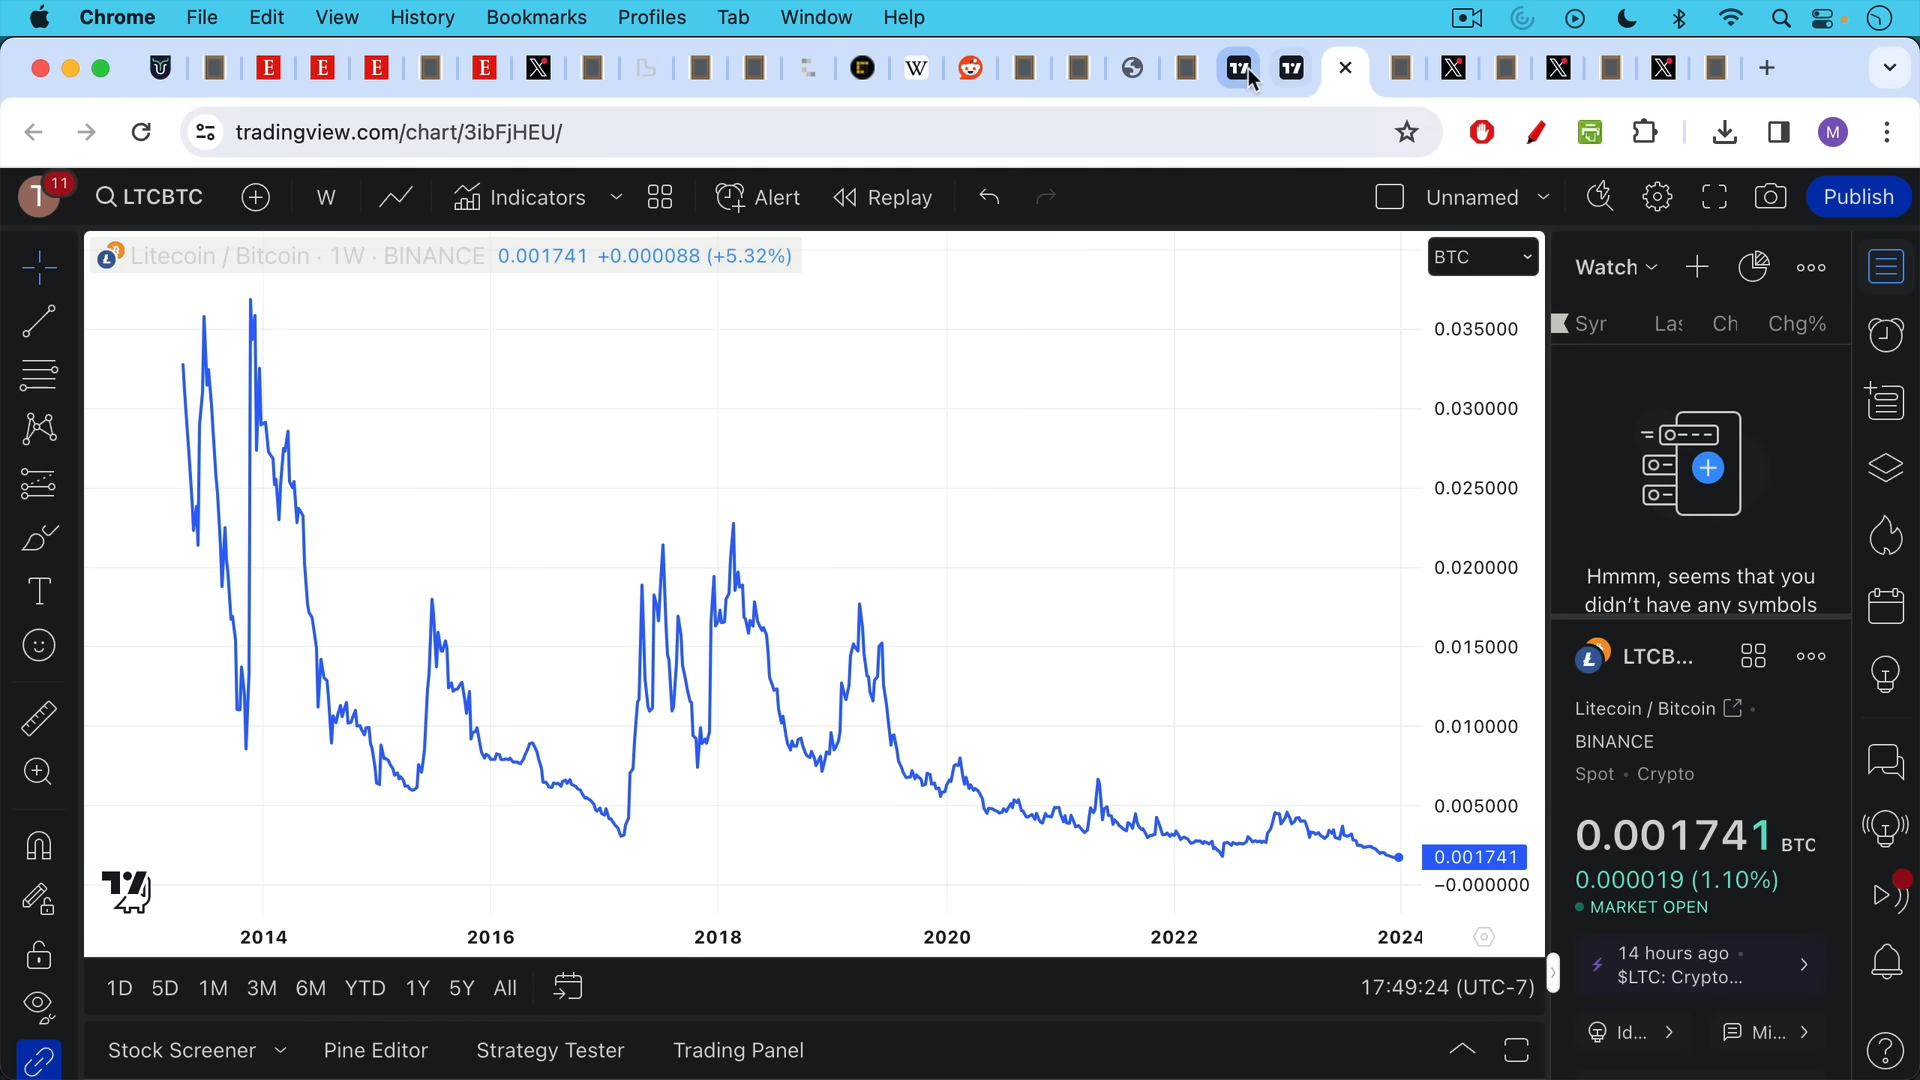 Chrome File Edit View History Bookmarks Profiles Tab Window Help
tradingview.com/chart/3ibFjHEU/
M
T 11 LTCBTC W Indicators Alert Replay Unnamed Publish
Litecoin / Bitcoin · 1W · BINANCE 0.001741 +0.000088 (+5.32%)
BTC
Watch
Syr Las Ch Chg%
0.035000
0.030000
0.025000
0.020000
0.015000
0.010000
0.005000
0.001741
−0.000000
2014 2016 2018 2020 2022 2024
Hmmm, seems that you
didn’t have any symbols
LTCB...
Litecoin / Bitcoin
BINANCE
Spot • Crypto
0.001741 BTC
0.000019 (1.10%)
MARKET OPEN
14 hours ago •
$LTC: Crypto...
Id... Mi...
1D 5D 1M 3M 6M YTD 1Y 5Y All 17:49:24 (UTC-7)
Stock Screener Pine Editor Strategy Tester Trading Panel